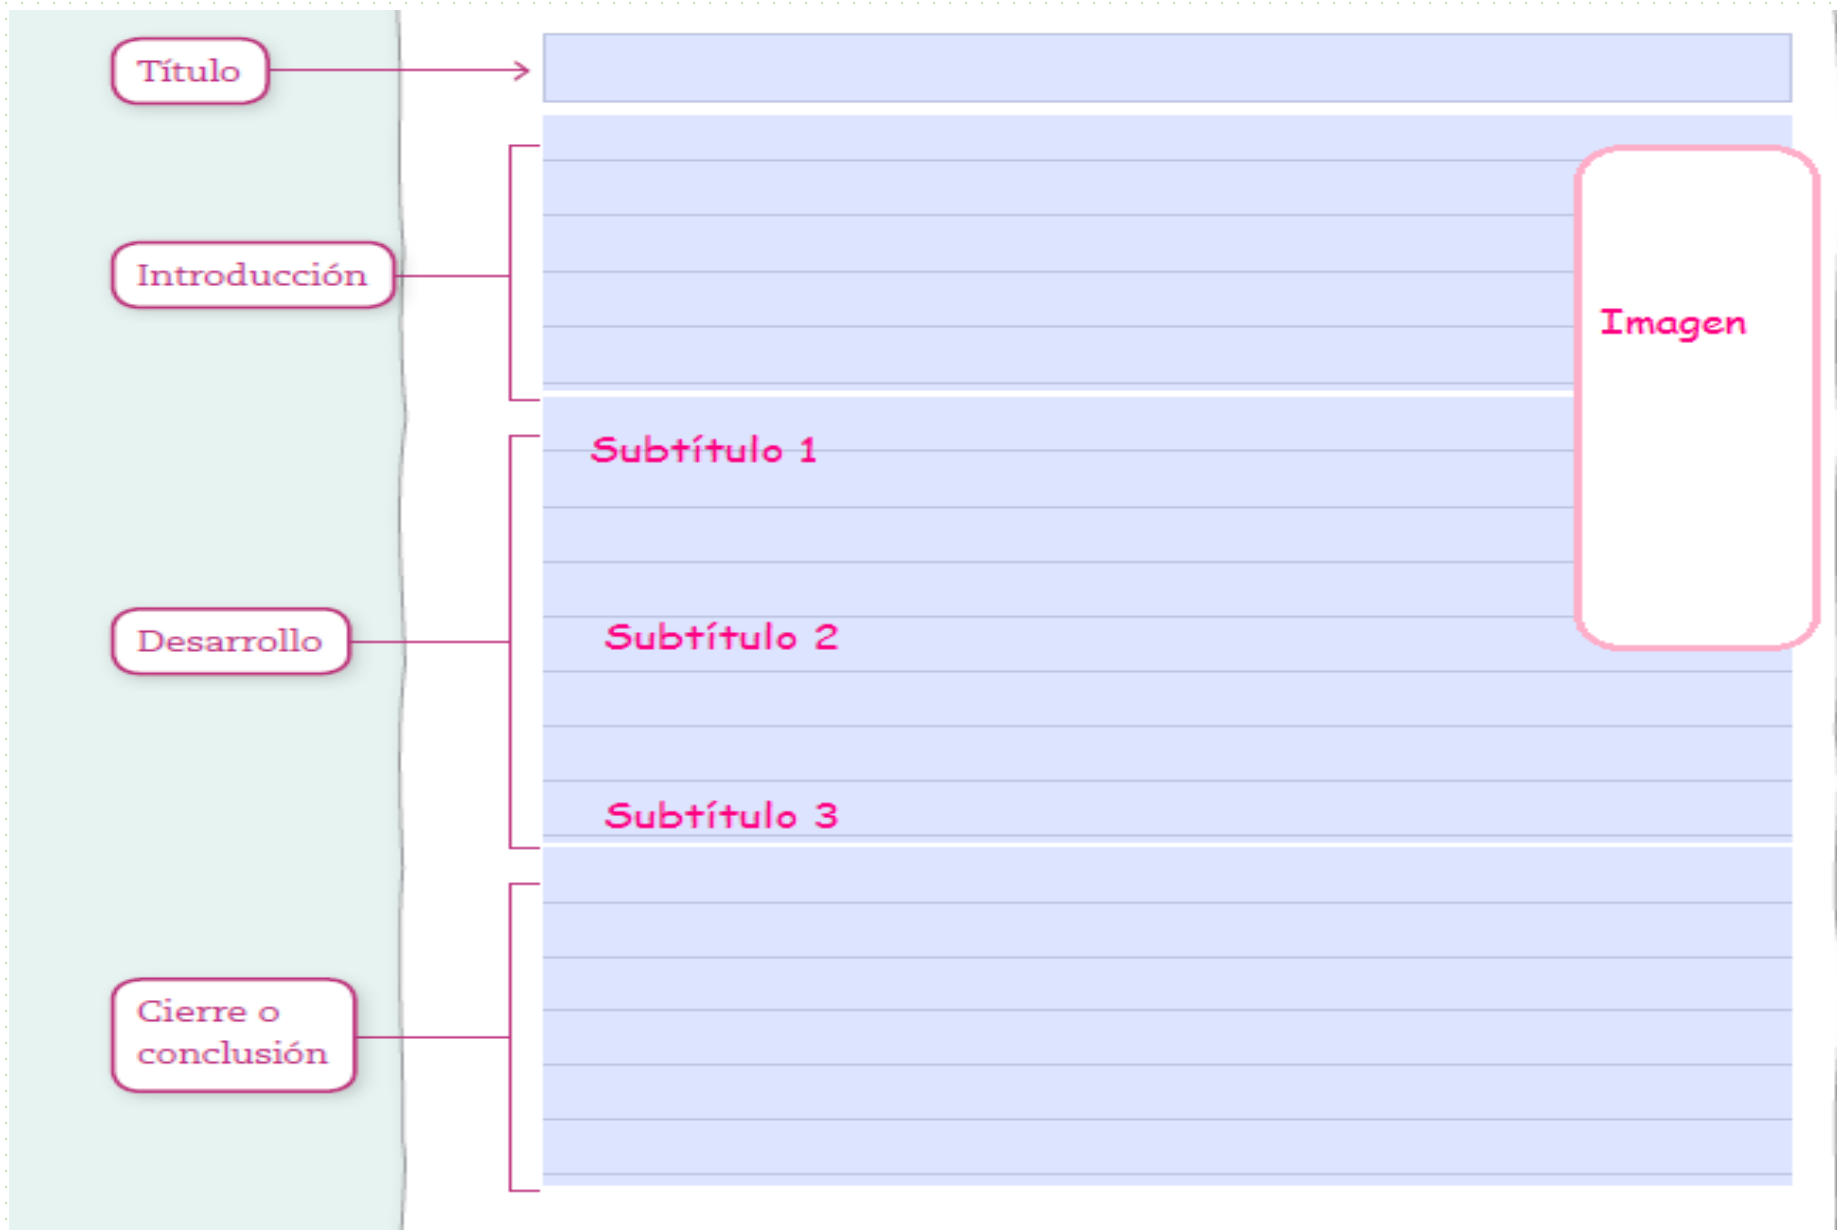 Título
Introducción
Imagen
Subtítulo 1
Desarrollo
Subtítulo 2
Subtítulo 3
Cierre o
conclusión